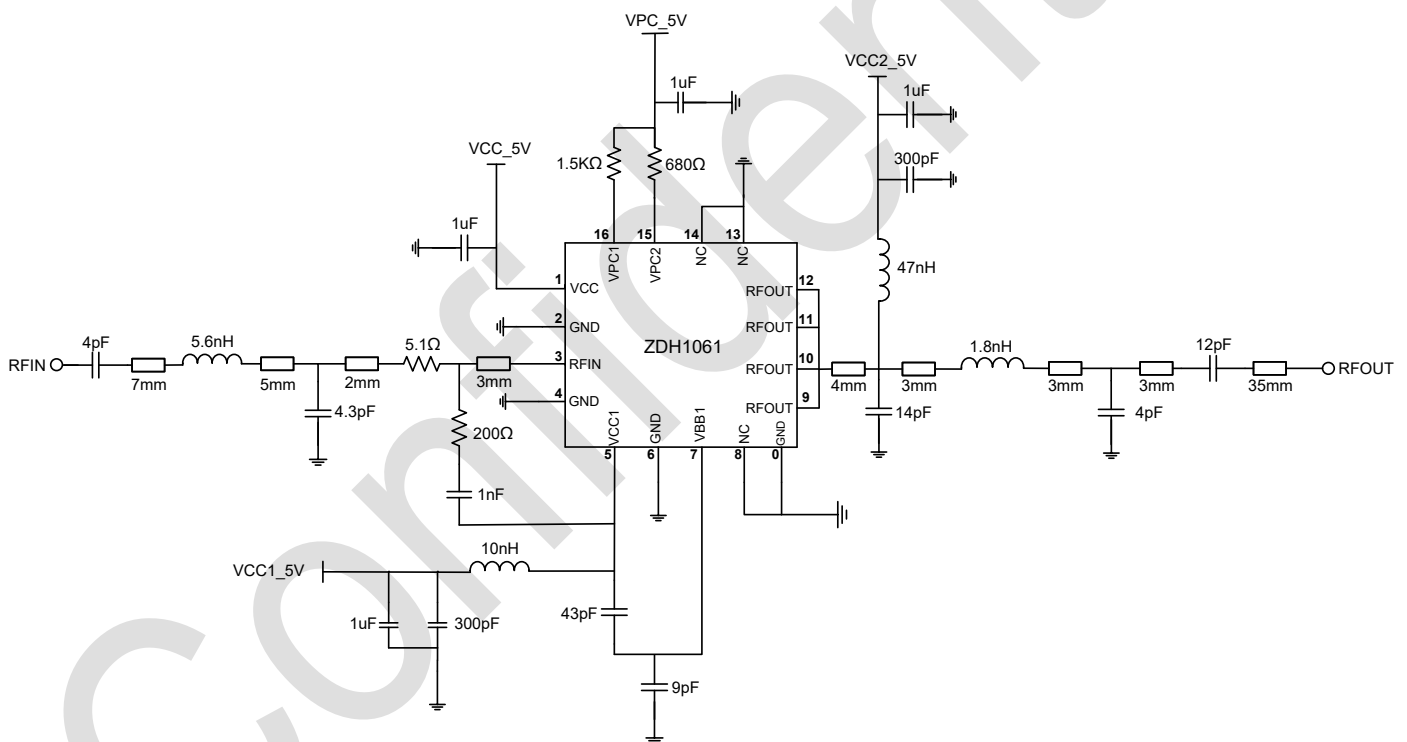 VPC_5V
VCC2_5V
1uF
1uF
VCC_5V
1.5KΩ
680Ω
300pF
1uF
16
15
14
13
VPC1
VPC2
NC
NC
47nH
1
VCC
RFOUT
12
2
GND
RFOUT
11
ZDH1061
RFIN
4pF
7mm
5.6nH
5mm
2mm
5.1Ω
3mm
3
RFIN
RFOUT
10
4mm
3mm
1.8nH
3mm
3mm
12pF
35mm
RFOUT
4
GND
RFOUT
9
4.3pF
200Ω
14pF
4pF
VCC1
GND
VBB1
NC
GND
5
6
7
8
0
1nF
10nH
VCC1_5V
1uF
300pF
43pF
9pF
Confident